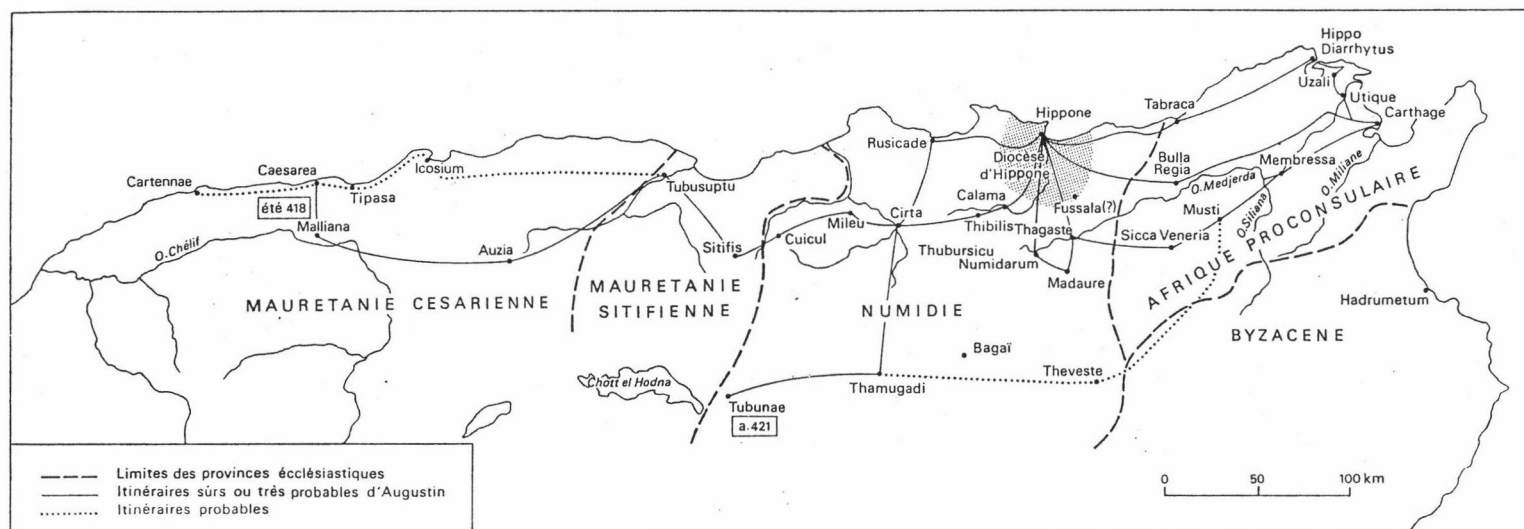 Hippo
Diarrhytus
Uzali
Utique
Carthage
Tabraca
Hippone
Rusicade
Diocèse
d'Hippone
Bulla
Regia
Membressa
O. Medjerda
O. Miliane
O. Siliana
Icosium
Caesarea
Cartennae
Tipasa
été 418
Malliana
O. Chélif
Tubusuptu
Calama
Fussala(?)
Musti
Cirta
Mileu
Thibilis
Thagaste
Sicca Veneria
Auzia
Sitifis
Cuicul
Thubursicu
Numidarum
Madaure
AFRIQUE PROCONSULAIRE
MAURETANIE CESARIENNE
MAURETANIE
SITIFIENNE
NUMIDIE
BYZACENE
Hadrumetum
Bagaï
Chott el Hodna
Thamugadi
Theveste
Tubunae
a. 421
Limites des provinces écclésiastiques
Itinéraires sûrs ou très probables d'Augustin
Itinéraires probables
0 50 100 km